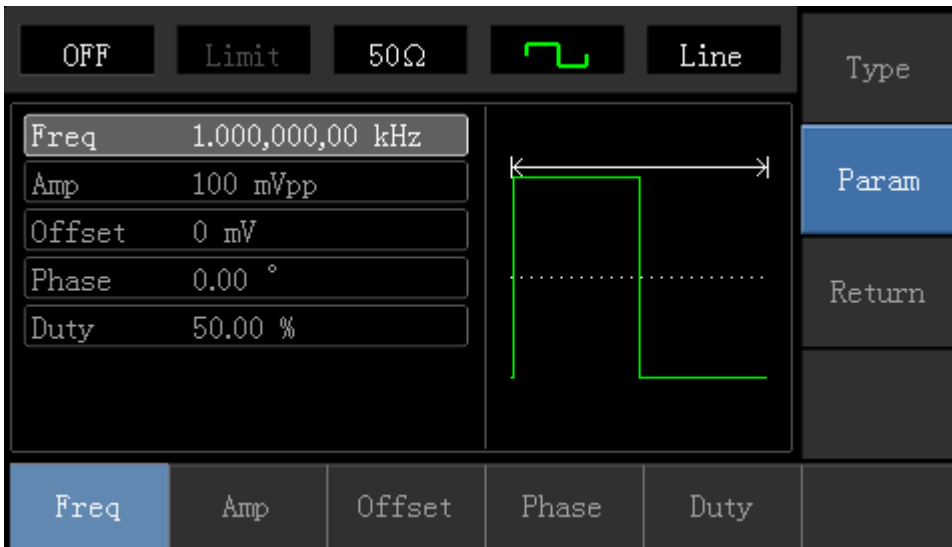 OFF Limit 50Ω Line
Type
Freq 1.000,000,00 kHz
Amp 100 mVpp
Offset 0 mV
Phase 0.00 °
Duty 50.00 %
Param
Return
Freq Amp Offset Phase Duty